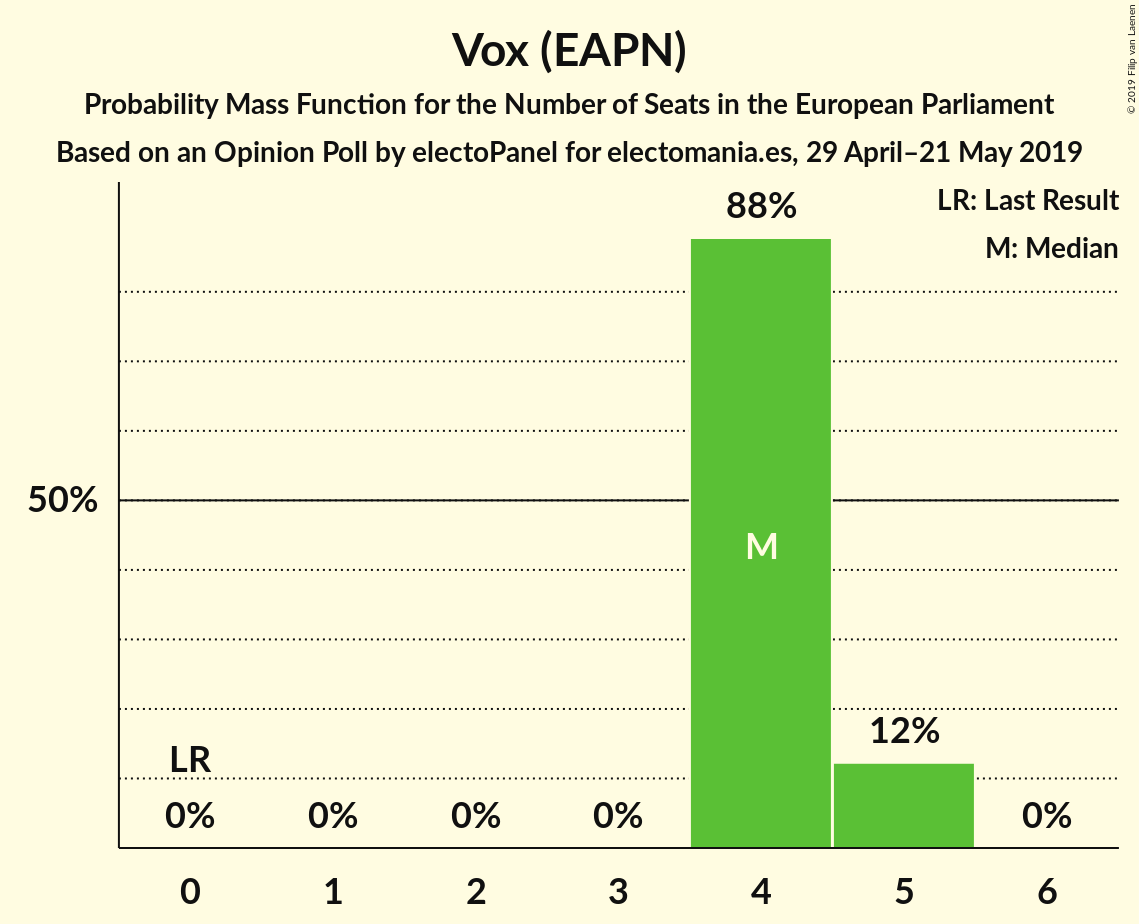 Vox (EAPN)
Probability Mass Function for the Number of Seats in the European Parliament
Based on an Opinion Poll by electoPanel for electomania.es, 29 April–21 May 2019
© 2019 Filip van Laenen
LR: Last Result
M: Median
88%
50%
M
12%
LR
0%
0%
0%
0%
0%
0
1
2
3
4
5
6